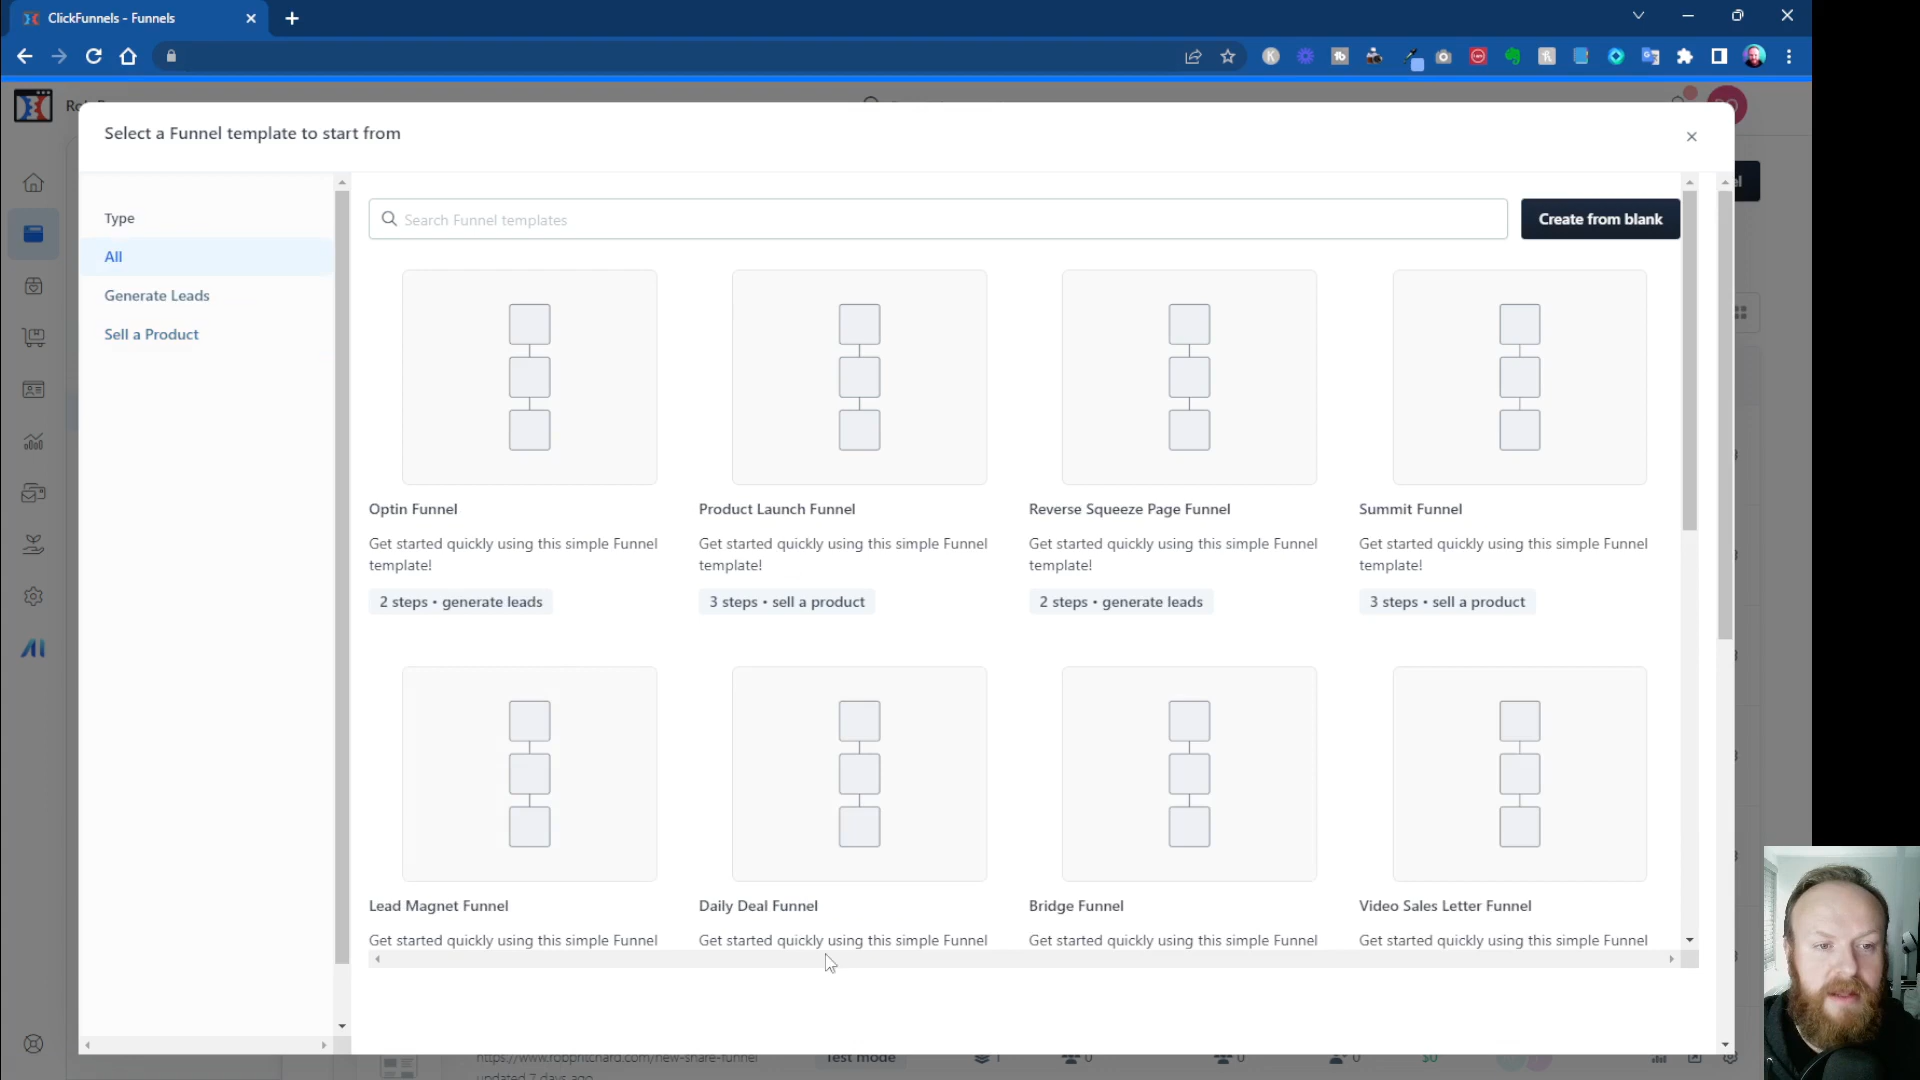 ClickFunnels - Funnels
Select a Funnel template to start from
Type
All
Generate Leads
Sell a Product
Search Funnel templates
Create from blank
Optin Funnel
Get started quickly using this simple Funnel
template!
2 steps • generate leads
Product Launch Funnel
Get started quickly using this simple Funnel
template!
3 steps • sell a product
Reverse Squeeze Page Funnel
Get started quickly using this simple Funnel
template!
2 steps • generate leads
Summit Funnel
Get started quickly using this simple Funnel
template!
3 steps • sell a product
Lead Magnet Funnel
Get started quickly using this simple Funnel
Daily Deal Funnel
Get started quickly using this simple Funnel
Bridge Funnel
Get started quickly using this simple Funnel
Video Sales Letter Funnel
Get started quickly using this simple Funnel
AI
https://www.robpritchard.com/new-share-funnel
Test mode
1
0
0
0
$0
updated 7 days ago